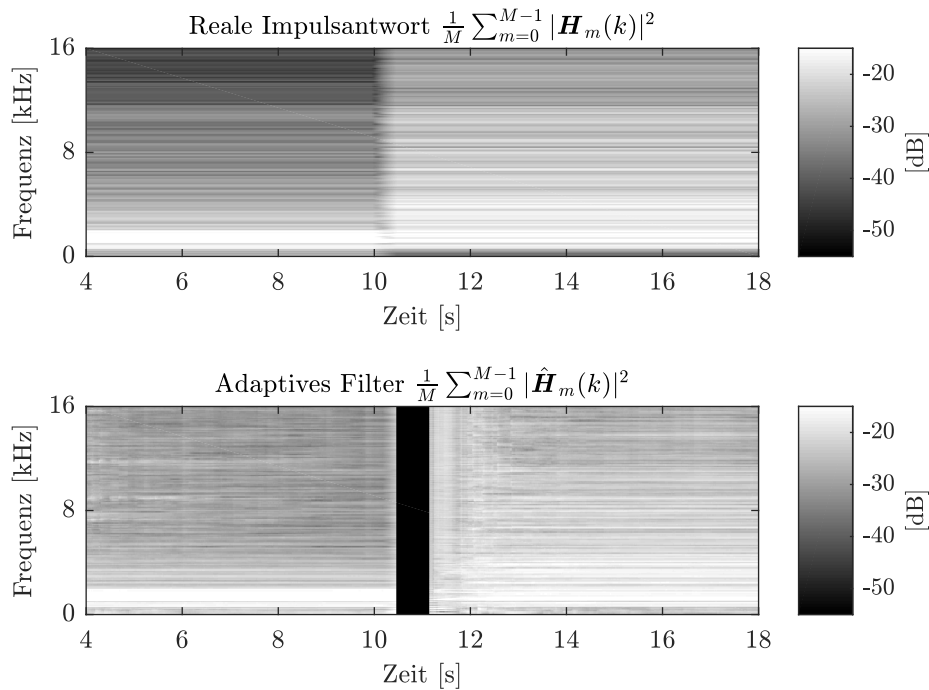 Reale Impulsantwort $\frac{1}{M} \sum_{m=0}^{M-1} |\boldsymbol{H}_m(k)|^2$
Frequenz [kHz]
16
8
0
4 6 8 10 12 14 16 18
Zeit [s]
-20
-30
-40
-50
[dB]
Adaptives Filter $\frac{1}{M} \sum_{m=0}^{M-1} |\hat{\boldsymbol{H}}_m(k)|^2$
Frequenz [kHz]
16
8
0
4 6 8 10 12 14 16 18
Zeit [s]
-20
-30
-40
-50
[dB]